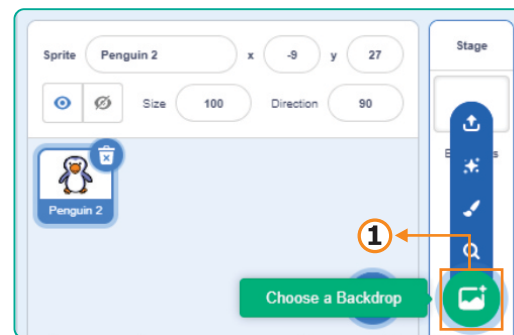 Sprite Penguin 2 x -9 y 27
Stage
Size 100 Direction 90
Penguin 2
1
Choose a Backdrop